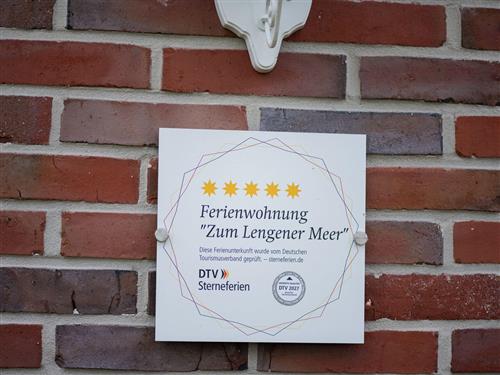 Ferienwohnung
"Zum Lengener Meer"
Diese Ferienunterkunft wurde vom Deutschen
Tourismusverband geprüft. – sterneferien.de
DTV
Sterneferien
DTV 2027